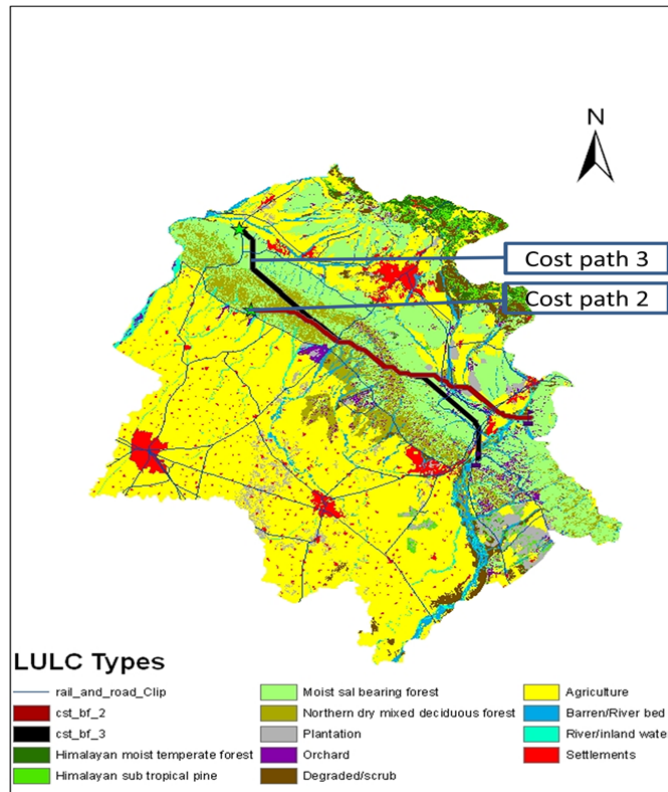 N
Cost path 3
Cost path 2
LULC Types
rail_and_road_Clip
cst_bf_2
cst_bf_3
Himalayan moist temperate forest
Himalayan sub tropical pine
Moist sal bearing forest
Northern dry mixed deciduous forest
Plantation
Orchard
Degraded/scrub
Agriculture
Barren/River bed
River/inland wate
Settlements